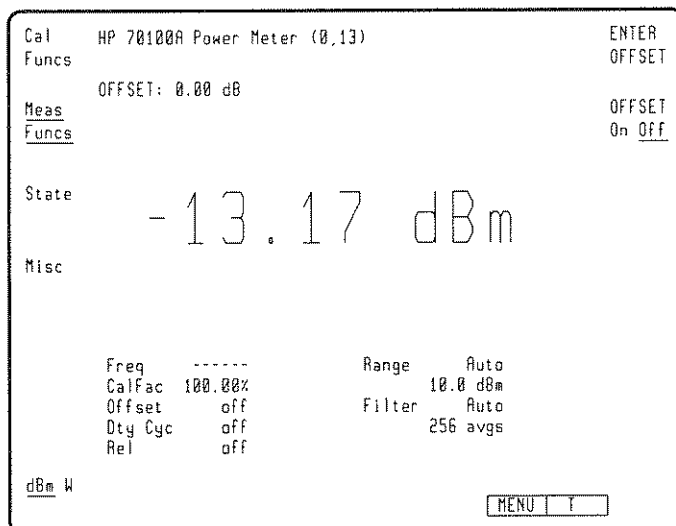 Cal
Funcs
HP 70100A Power Meter (0,13)
ENTER
OFFSET
OFFSET: 0.00 dB
Meas
Funcs
OFFSET
On Off
State
-13.17 dBm
Misc
Freq ------
CalFac 100.00%
Offset off
Dty Cyc off
Rel off
Range Auto
10.0 dBm
Filter Auto
256 avgs
dBm W
MENU T